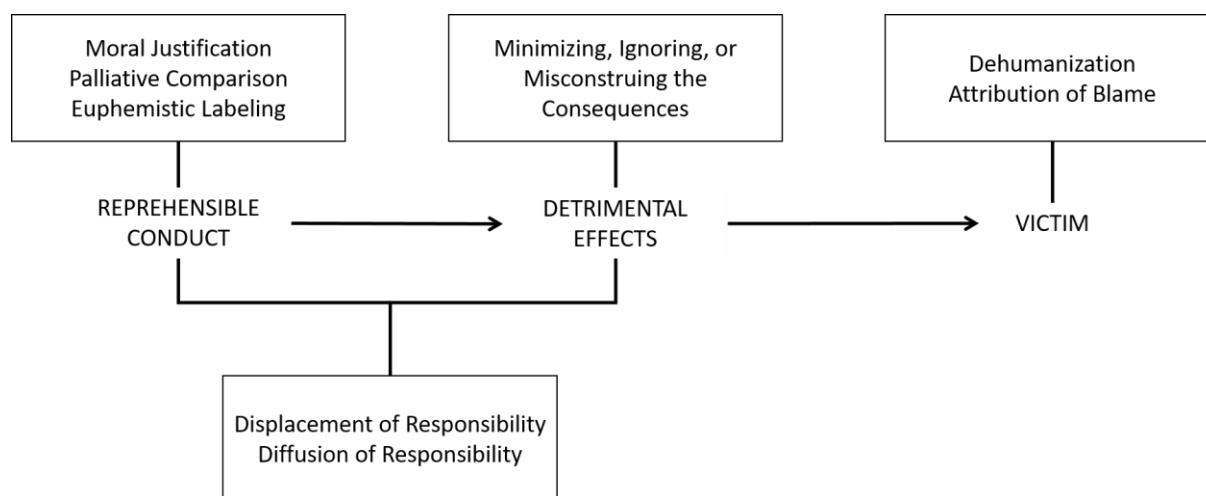 Moral Justification
Palliative Comparison
Euphemistic Labeling
Minimizing, Ignoring, or
Misconstruing the
Consequences
Dehumanization
Attribution of Blame
REPREHENSIBLE
CONDUCT
DETRIMENTAL
EFFECTS
VICTIM
Displacement of Responsibility
Diffusion of Responsibility